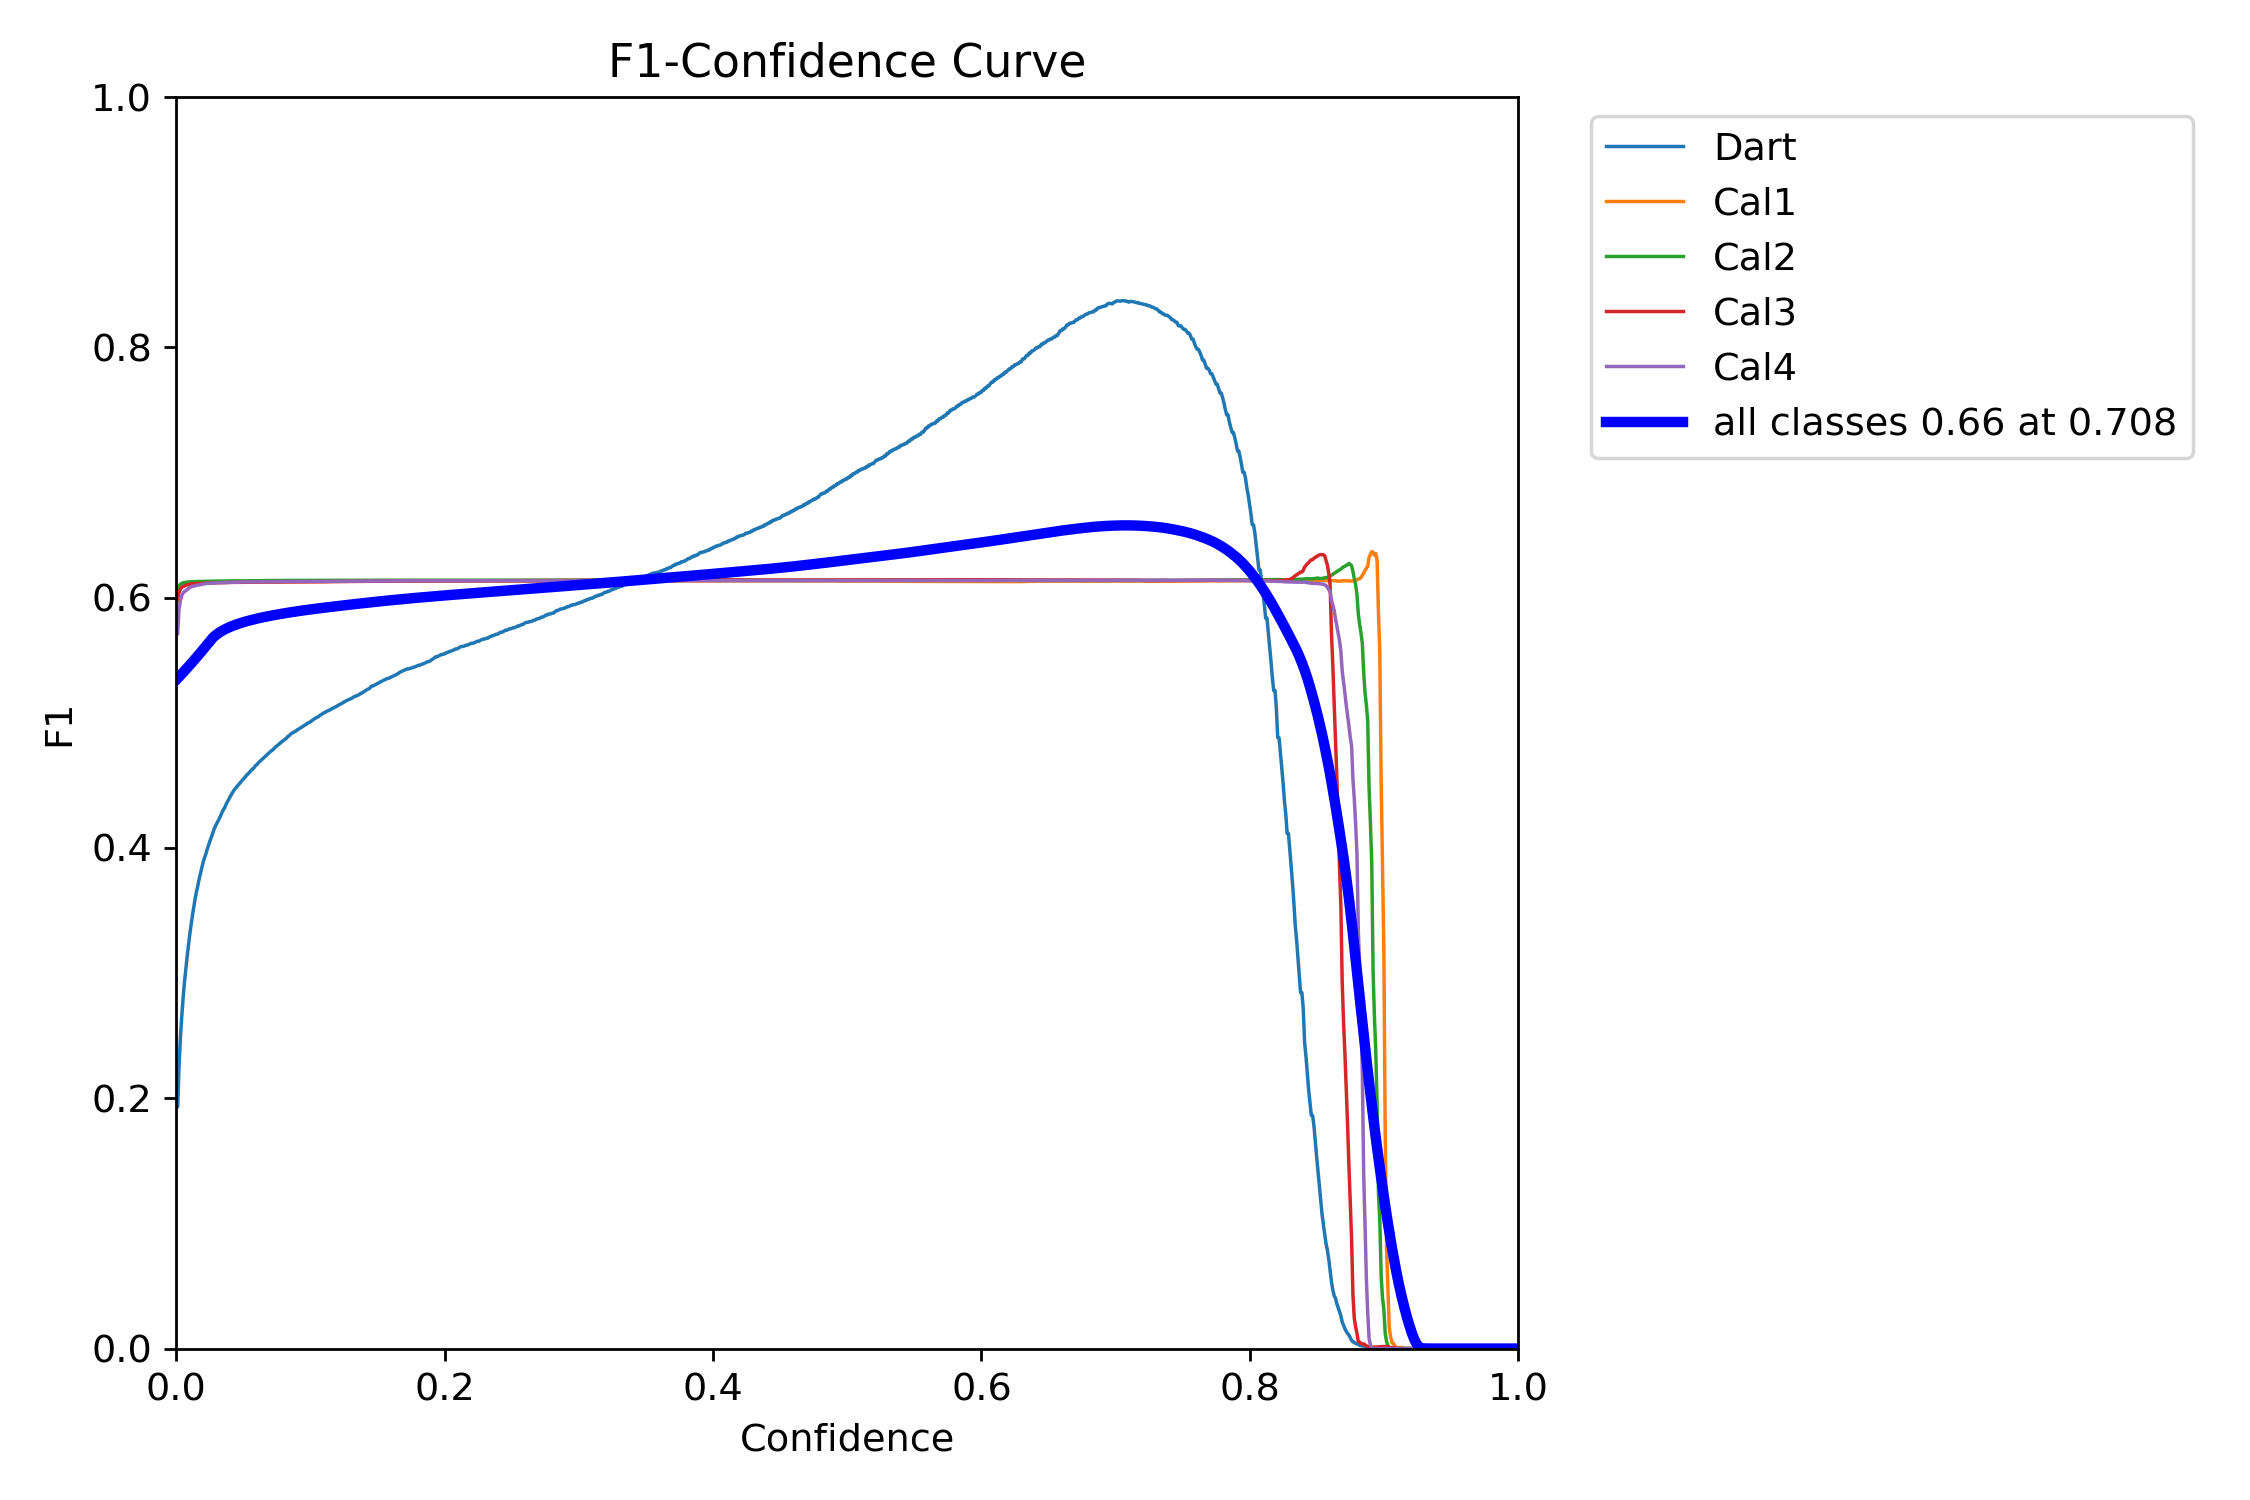 F1-Confidence Curve
1.0
0.8
0.6
0.4
0.2
0.0
F1
0.0 0.2 0.4 0.6 0.8 1.0
Confidence
Dart
Cal1
Cal2
Cal3
Cal4
all classes 0.66 at 0.708